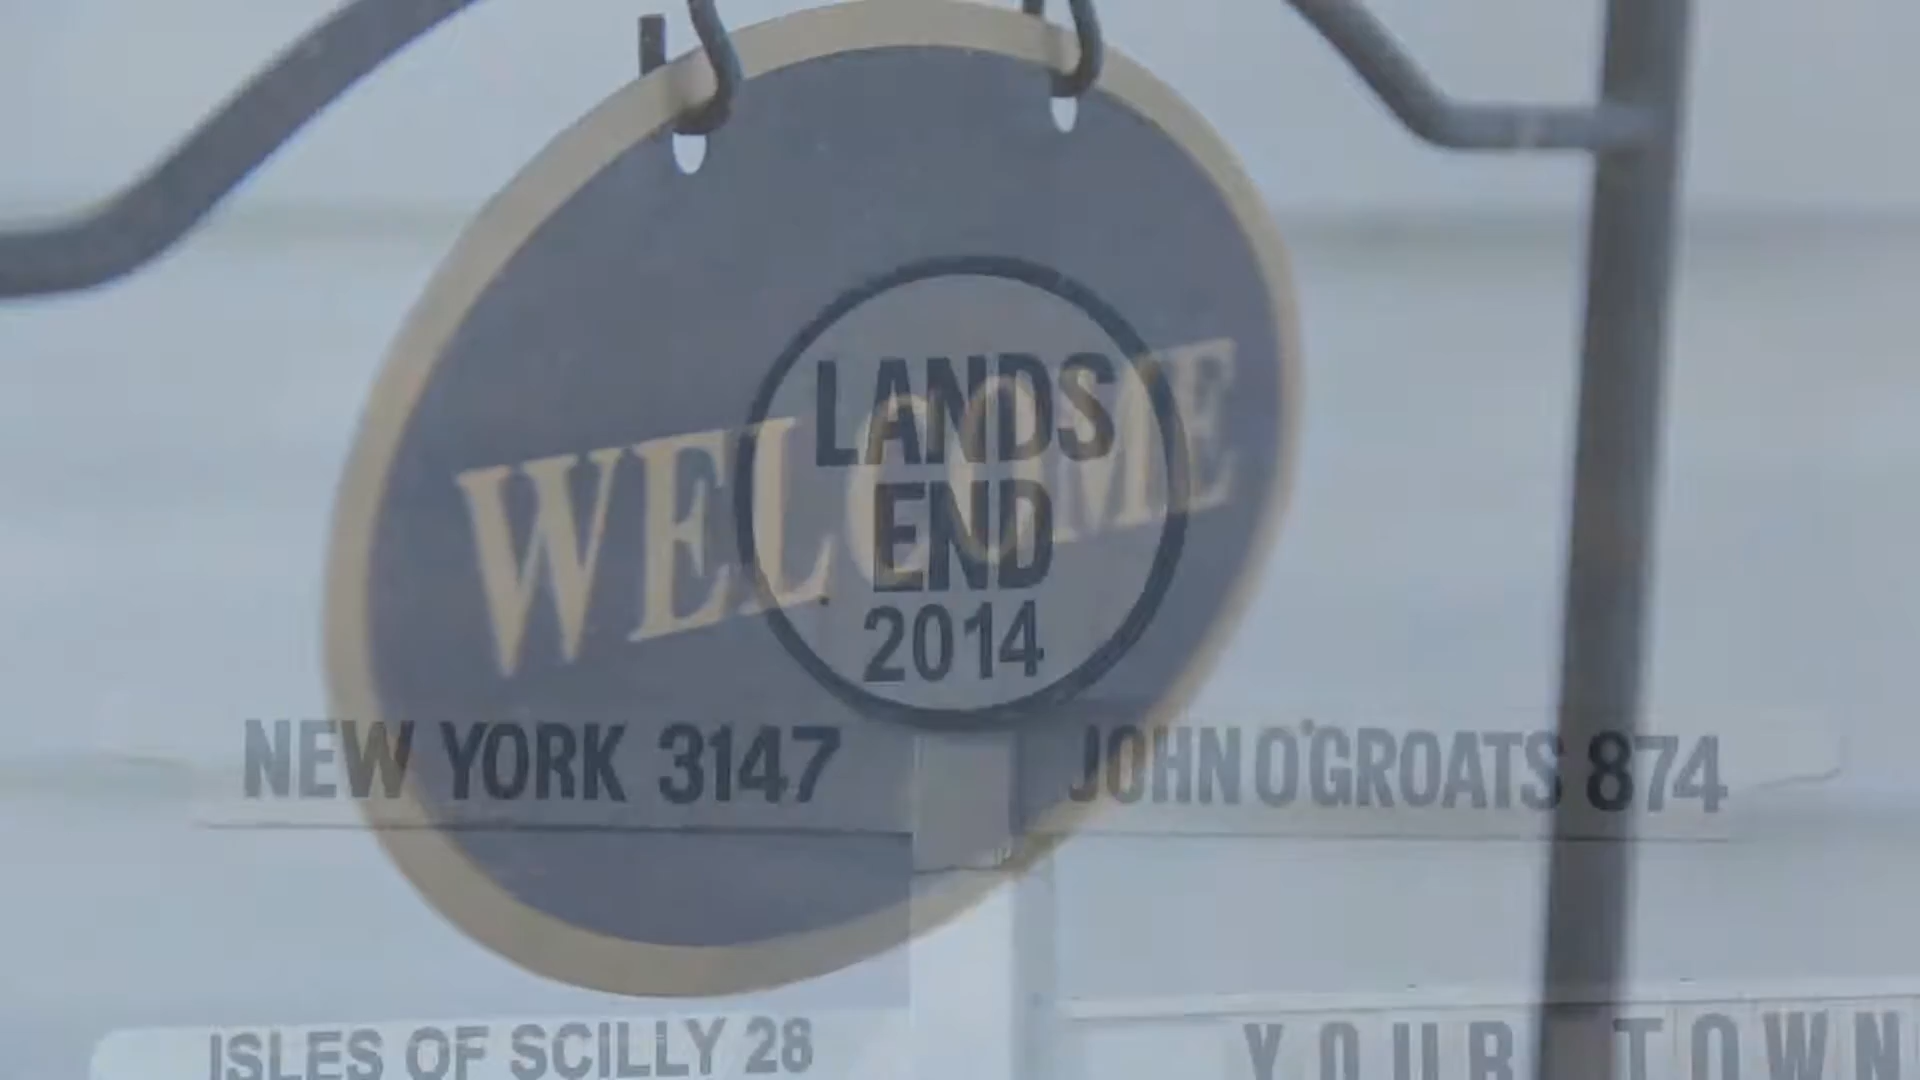 WELCOME
LANDS
END
2014
NEW YORK 3147
JOHN O'GROATS 874
ISLES OF SCILLY 28
YOUR TOWN